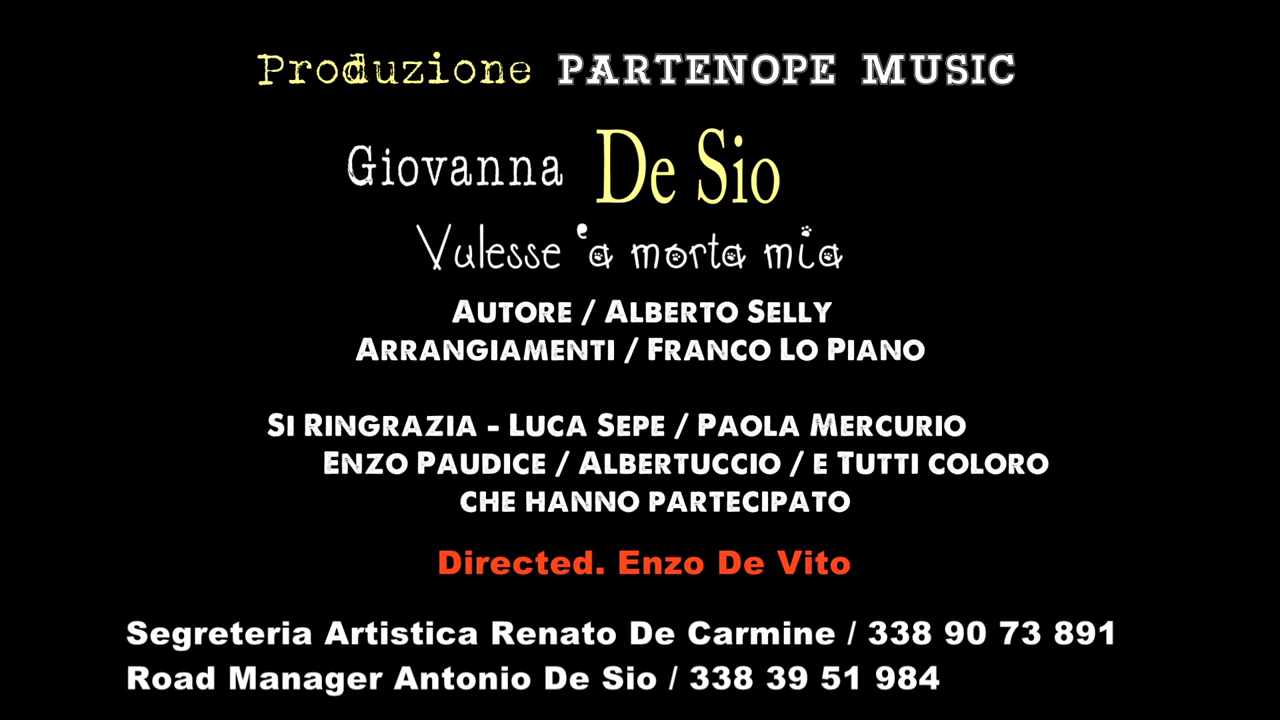 Produzione PARTENOPE MUSIC
Giovanna De Sio
Vulesse 'a morta mia
AUTORE / ALBERTO SELLY
ARRANGIAMENTI / FRANCO LO PIANO
SI RINGRAZIA - LUCA SEPE / PAOLA MERCURIO
ENZO PAUDICE / ALBERTUCCIO / E TUTTI COLORO
CHE HANNO PARTECIPATO
Directed. Enzo De Vito
Segreteria Artistica Renato De Carmine / 338 90 73 891
Road Manager Antonio De Sio / 338 39 51 984